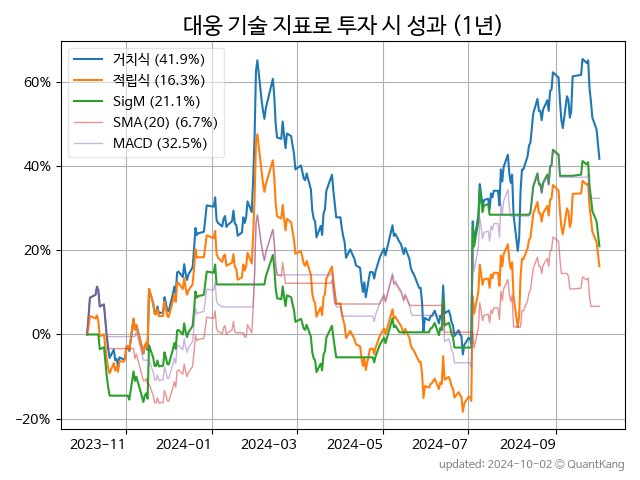 대웅 기술 지표로 투자 시 성과 (1년)
거치식 (41.9%)
적립식 (16.3%)
SigM (21.1%)
SMA(20) (6.7%)
MACD (32.5%)
60%
40%
20%
0%
−20%
2023−11 2024−01 2024−03 2024−05 2024−07 2024−09
updated: 2024-10-02 © QuantKang